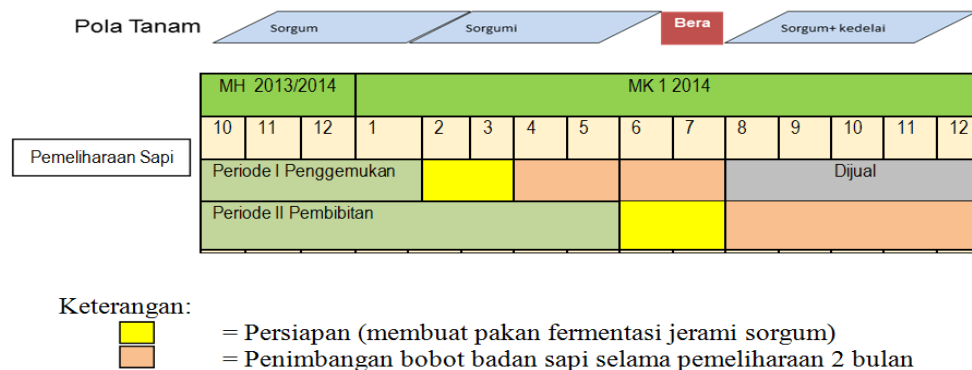 Pola Tanam Sorgum Sorgumi Bera Sorgum+ kedelai
MH 2013/2014 MK 1 2014
10 11 12 1 2 3 4 5 6 7 8 9 10 11 12
Pemeliharaan Sapi
Periode I Penggemukan Dijual
Periode II Pembibitan
Keterangan:
= Persiapan (membuat pakan fermentasi jerami sorgum)
= Penimbangan bobot badan sapi selama pemeliharaan 2 bulan